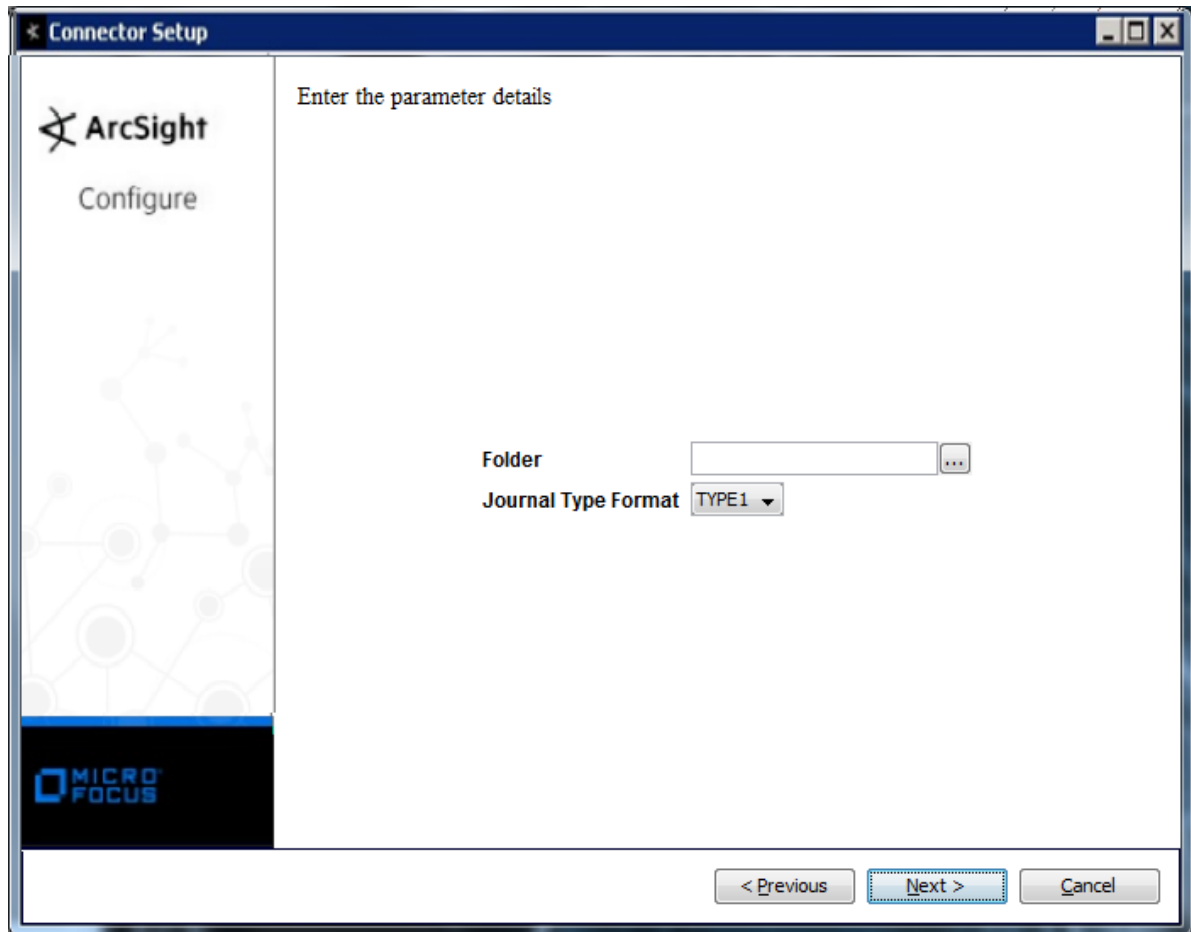 Connector Setup
ArcSight
Configure
Enter the parameter details
Folder
...
Journal Type Format TYPE1
MICRO
FOCUS
< Previous Next > Cancel